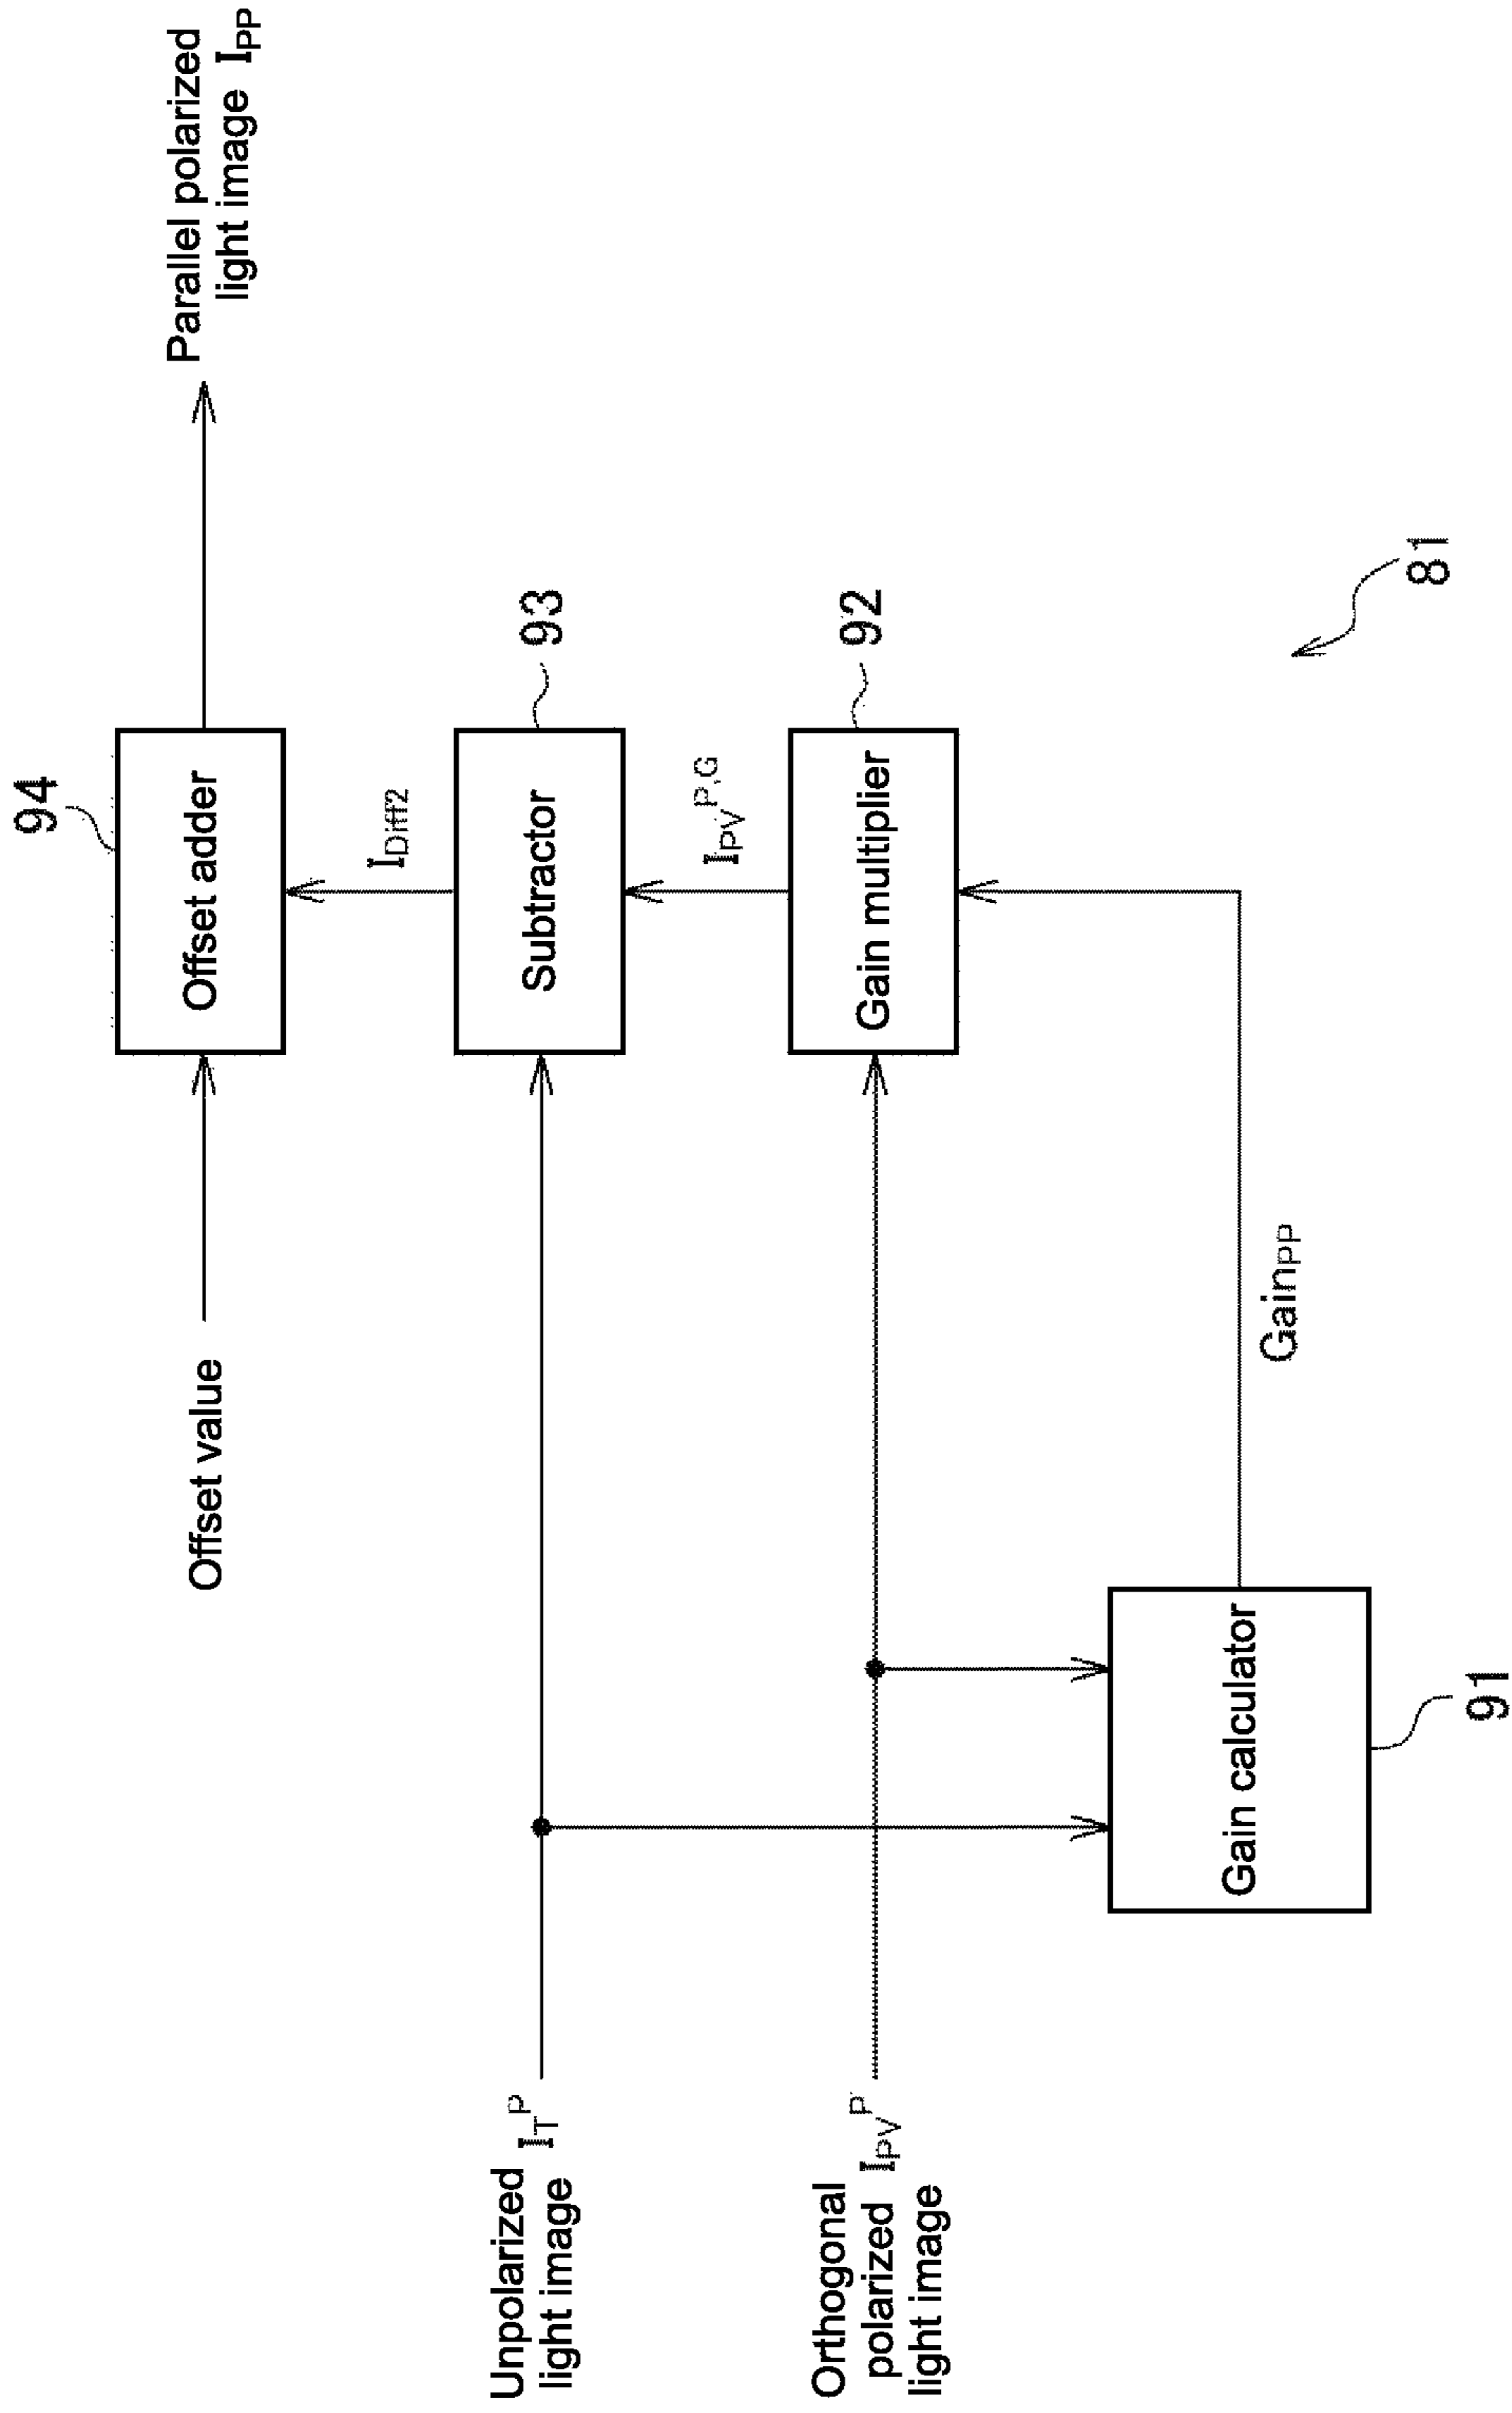 94
Offset value
Offset adder
Parallel polarized
light image I_PP
I_Diff2
93
Unpolarized I_T^P
light image
Subtractor
I_PV^P,G
92
Orthogonal
polarized I_PV^P
light image
Gain multiplier
Gain_PP
Gain calculator
91
81